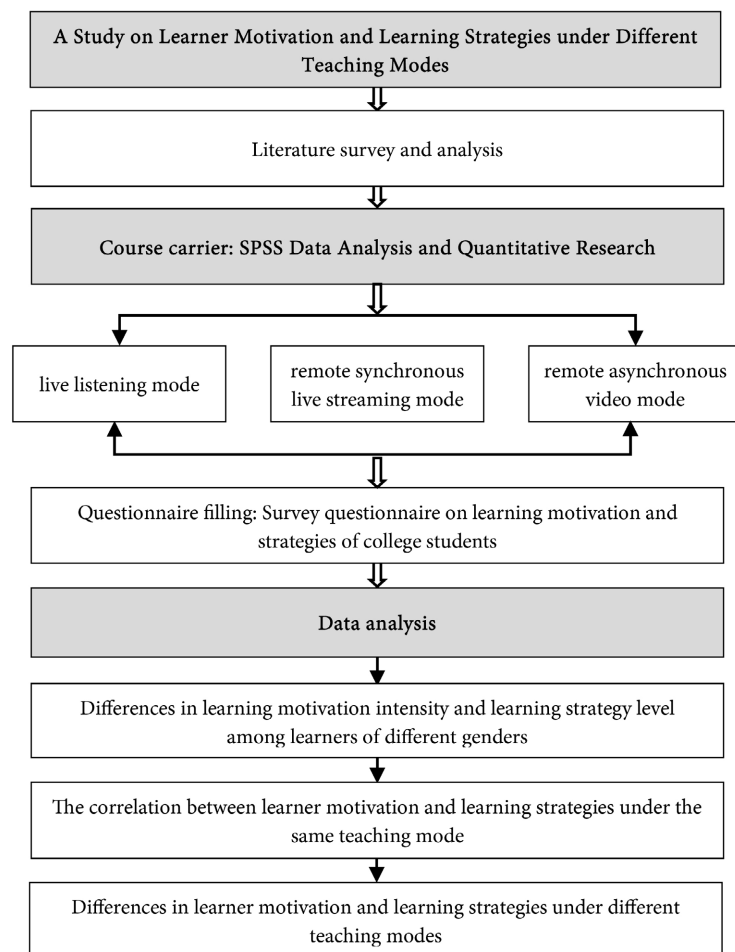 A Study on Learner Motivation and Learning Strategies under Different
Teaching Modes
Literature survey and analysis
Course carrier: SPSS Data Analysis and Quantitative Research
live listening mode
remote synchronous
live streaming mode
remote asynchronous
video mode
Questionnaire filling: Survey questionnaire on learning motivation and
strategies of college students
Data analysis
Differences in learning motivation intensity and learning strategy level
among learners of different genders
The correlation between learner motivation and learning strategies under the
same teaching mode
Differences in learner motivation and learning strategies under different
teaching modes